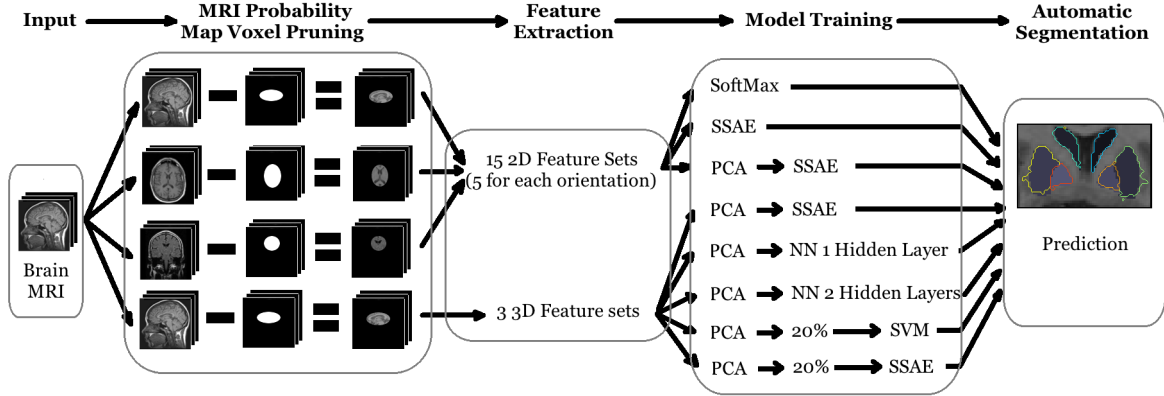 Input
MRI Probability
Map Voxel Pruning
Feature
Extraction
Model Training
Automatic
Segmentation
Brain
MRI
15 2D Feature Sets
(5 for each orientation)
3 3D Feature sets
SoftMax
SSAE
PCA SSAE
PCA SSAE
PCA NN 1 Hidden Layer
PCA NN 2 Hidden Layers
PCA 20% SVM
PCA 20% SSAE
Prediction